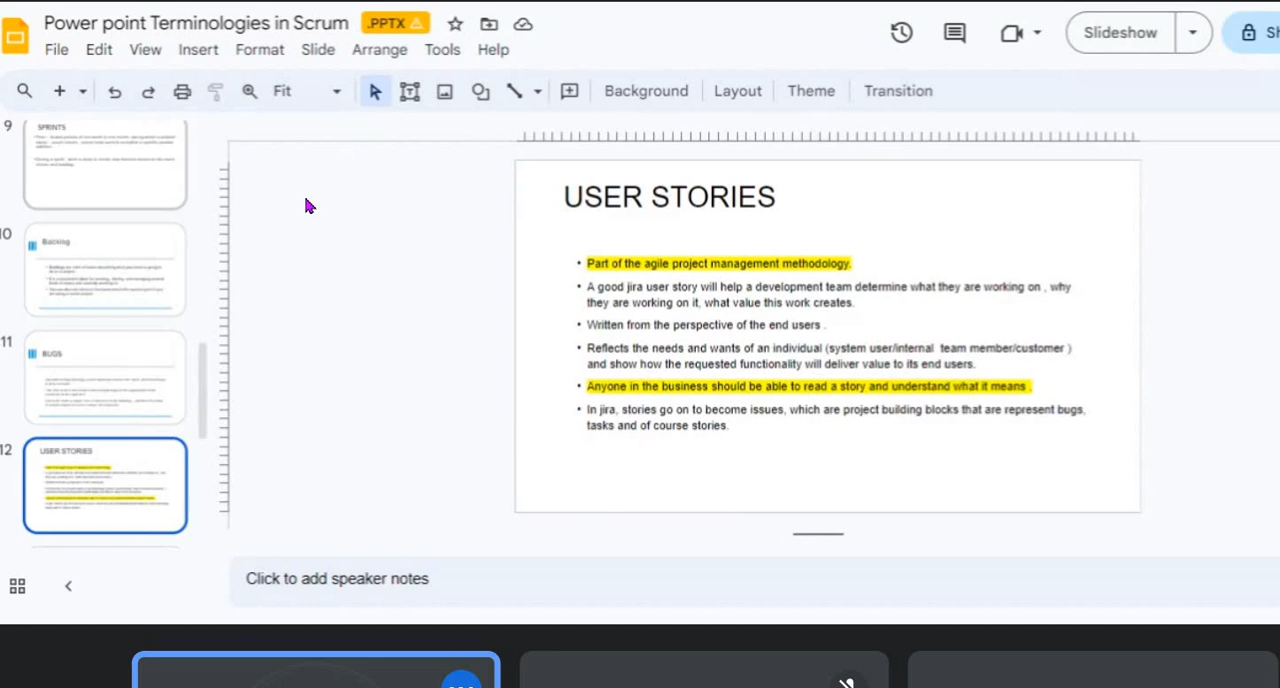 Power point Terminologies in Scrum .PPTX
File Edit View Insert Format Slide Arrange Tools Help
Slideshow
Fit
Background Layout Theme Transition
9
SPRINTS
10
Backlog
11
BUGS
12
USER STORIES
USER STORIES
• Part of the agile project management methodology.
• A good jira user story will help a development team determine what they are working on , why
they are working on it, what value this work creates.
• Written from the perspective of the end users .
• Reflects the needs and wants of an individual (system user/internal team member/customer )
and show how the requested functionality will deliver value to its end users.
• Anyone in the business should be able to read a story and understand what it means .
• In jira, stories go on to become issues, which are project building blocks that are represent bugs,
tasks and of course stories.
Click to add speaker notes